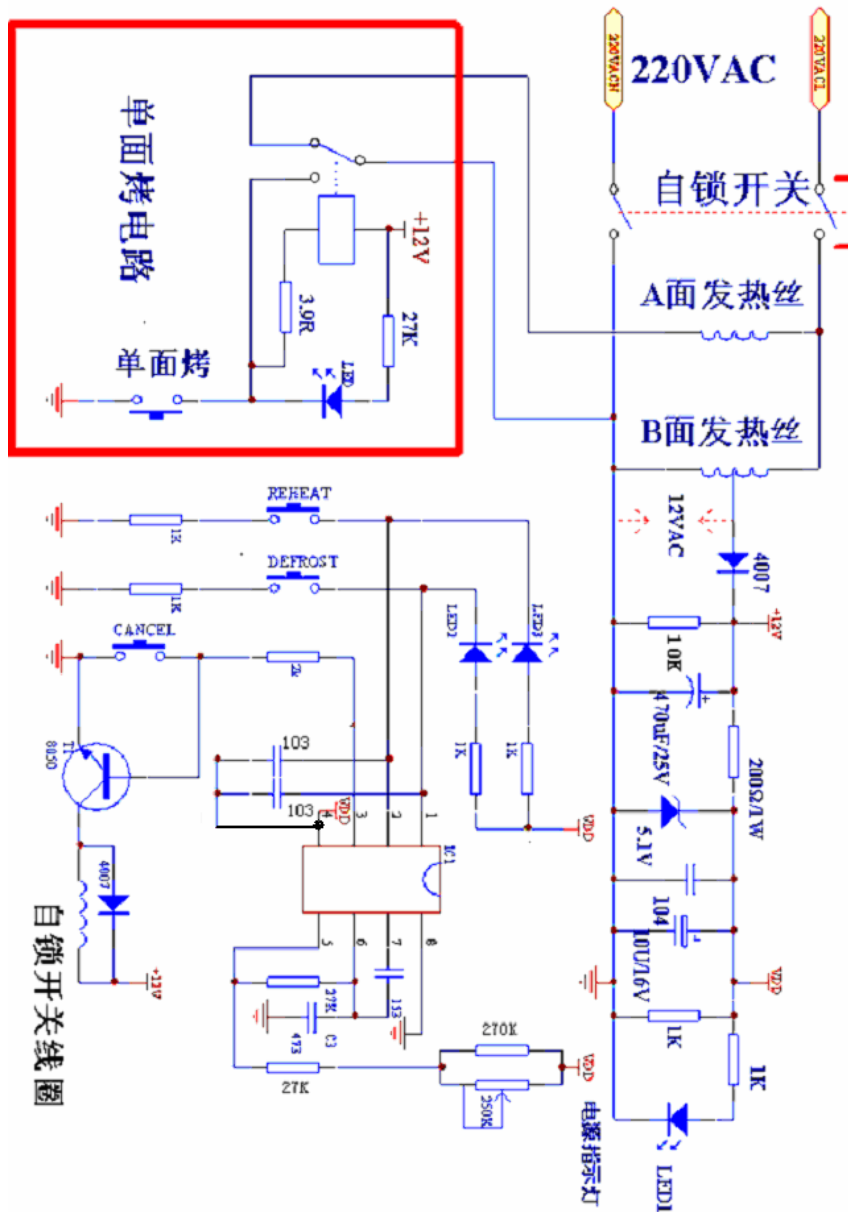 220VACN
220VACL
220VAC
单面烤电路
自锁开关
+12V
A面发热丝
3.9R
27K
LED
单面烤
B面发热丝
REHEAT
1K
12VAC
DEFROST
1K
4007
LED2
LED3
CANCEL
+12V
10K
2k
T1
8050
470uF/25V
1K
1K
103
200Ω/1W
103
VDD
4
3
2
1
VDD
5.1V
IC1
4007
104
自锁开关线圈
5
6
7
8
10U/16V
+12V
27K
153
VDD
C3
473
270K
1K
27K
VDD
1K
250K
电源指示灯
LED1